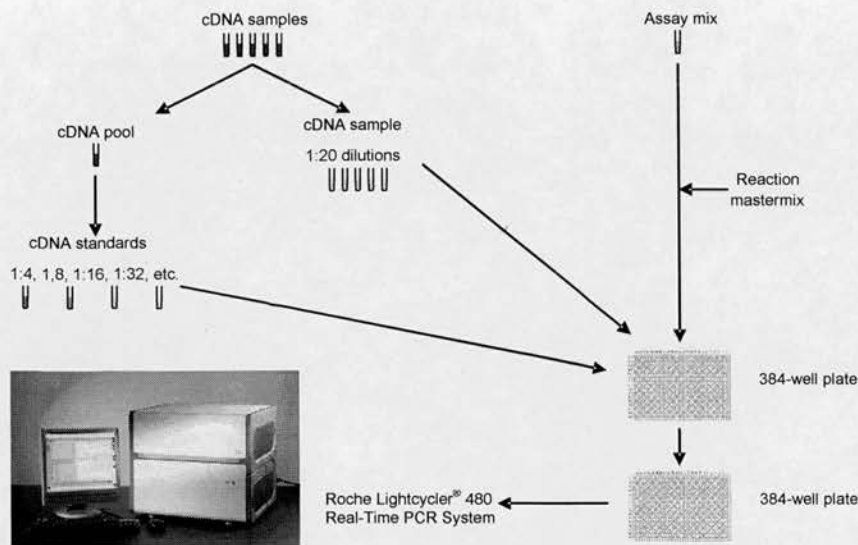 cDNA samples
Assay mix
cDNA pool
cDNA sample
1:20 dilutions
Reaction
mastermix
cDNA standards
1:4, 1,8, 1:16, 1:32, etc.
384-well plate
Roche Lightcycler® 480
Real-Time PCR System
384-well plate